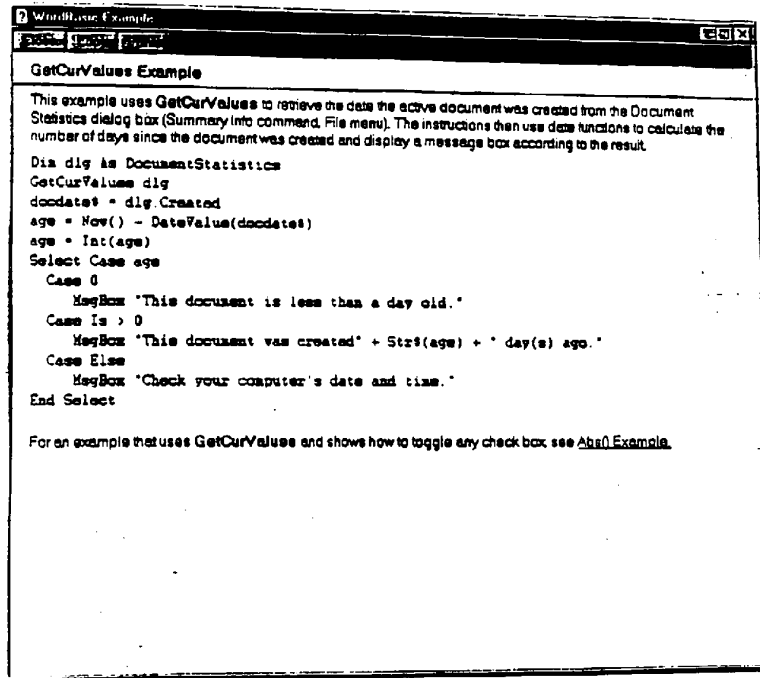 WordBasic Example
GetCurValues Example
This example uses GetCurValues to retrieve the date the active document was created from the Document
Statistics dialog box (Summary Info command, File menu). The instructions then use date functions to calculate the
number of days since the document was created and display a message box according to the result.
Dim dlg As DocumentStatistics
GetCurValues dlg
docdate$ = dlg.Created
age = Now() - DateValue(docdate$)
age = Int(age)
Select Case age
Case 0
MsgBox "This document is less than a day old."
Case Is > 0
MsgBox "This document was created" + Str$(age) + " day(s) ago."
Case Else
MsgBox "Check your computer's date and time."
End Select
For an example that uses GetCurValues and shows how to toggle any check box, see Abs() Example.